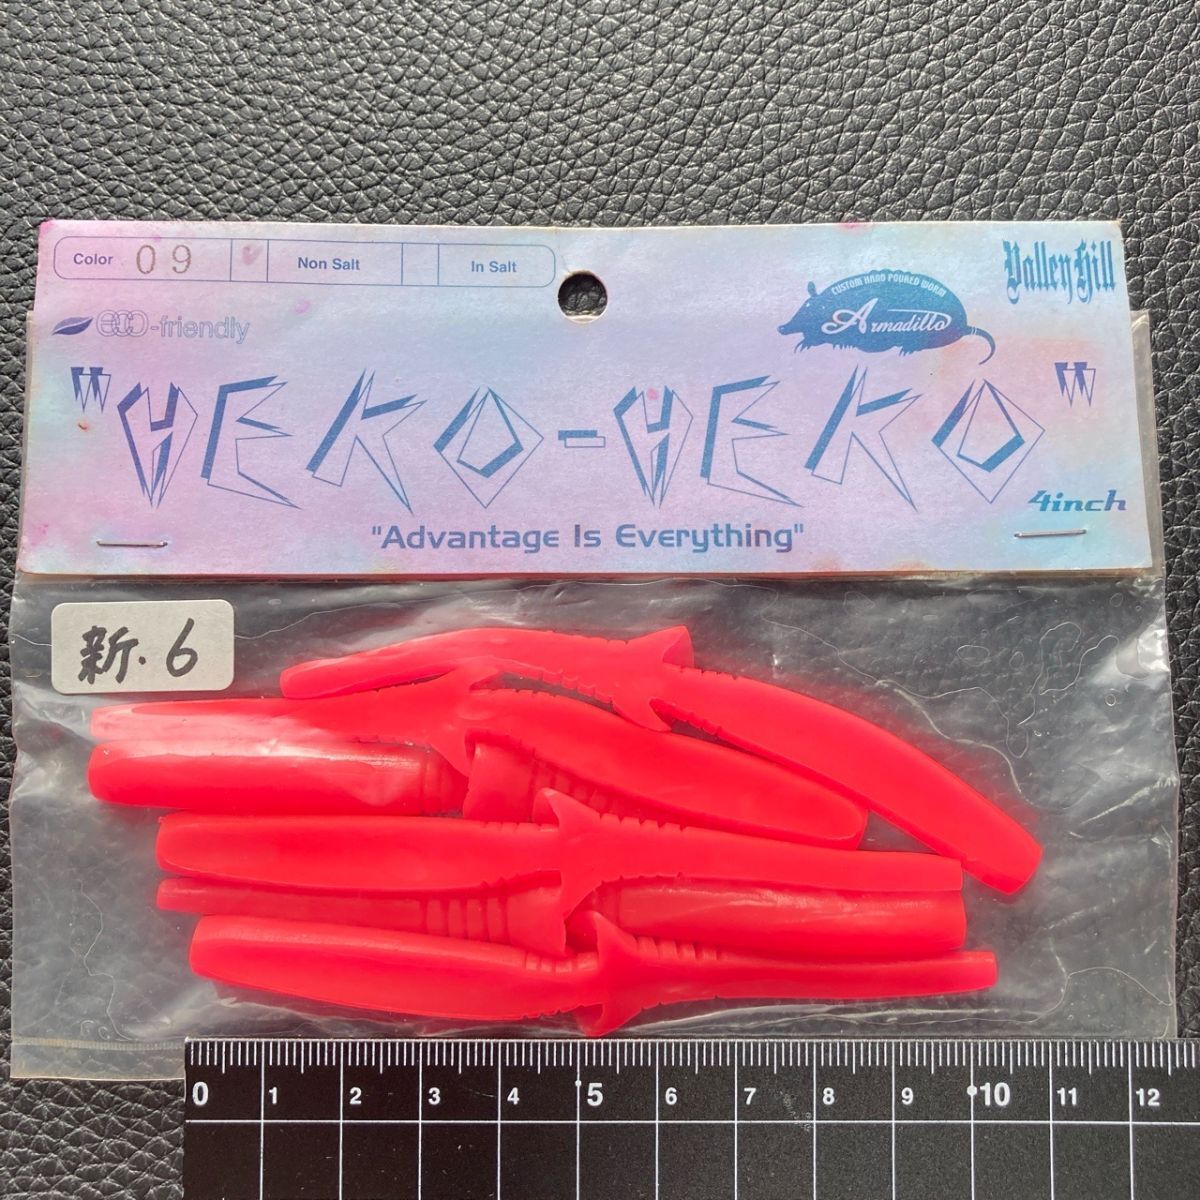 Color 09 Non Salt In Salt
Valley Hill
eco-friendly
CUSTOM HAND POURED WORM
Armadillo
"HEKO-HEKO"
4inch
"Advantage Is Everything"
新.6
0 1 2 3 4 5 6 7 8 9 10 11 12